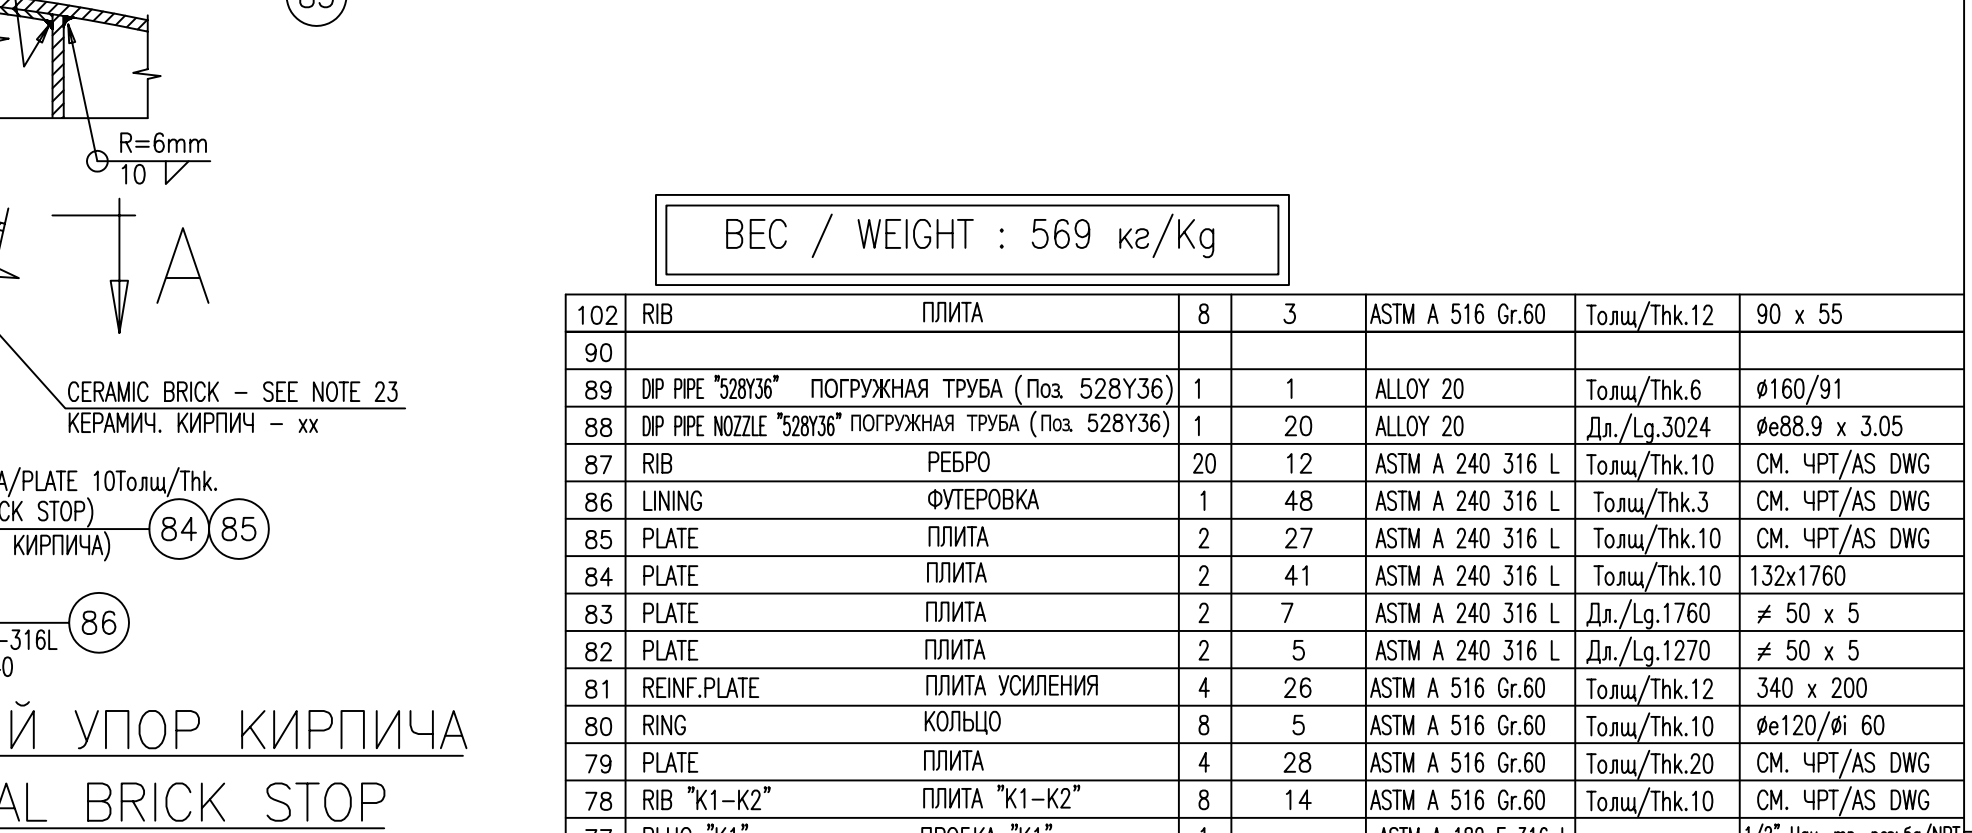 R=6mm
10
A
ВЕС / WEIGHT : 569 кг/Kg
CERAMIC BRICK – SEE NOTE 23
КЕРАМИЧ. КИРПИЧ – хх
А/PLATE 10Толщ/Thk.
CK STOP)
КИРПИЧА)
84 85
86
-316L
Й УПОР КИРПИЧА
AL BRICK STOP
102 RIB ПЛИТА 8 3 ASTM A 516 Gr.60 Толщ/Thk.12 90 x 55
90
89 DIP PIPE "528Y36" ПОГРУЖНАЯ ТРУБА (Поз. 528Y36) 1 1 ALLOY 20 Толщ/Thk.6 ø160/91
88 DIP PIPE NOZZLE "528Y36" ПОГРУЖНАЯ ТРУБА (Поз. 528Y36) 1 20 ALLOY 20 Дл./Lg.3024 øe88.9 x 3.05
87 RIB РЕБРО 20 12 ASTM A 240 316 L Толщ/Thk.10 СМ. ЧРТ/AS DWG
86 LINING ФУТЕРОВКА 1 48 ASTM A 240 316 L Толщ/Thk.3 СМ. ЧРТ/AS DWG
85 PLATE ПЛИТА 2 27 ASTM A 240 316 L Толщ/Thk.10 СМ. ЧРТ/AS DWG
84 PLATE ПЛИТА 2 41 ASTM A 240 316 L Толщ/Thk.10 132x1760
83 PLATE ПЛИТА 2 7 ASTM A 240 316 L Дл./Lg.1760 ≠ 50 x 5
82 PLATE ПЛИТА 2 5 ASTM A 240 316 L Дл./Lg.1270 ≠ 50 x 5
81 REINF.PLATE ПЛИТА УСИЛЕНИЯ 4 26 ASTM A 516 Gr.60 Толщ/Thk.12 340 x 200
80 RING КОЛЬЦО 8 5 ASTM A 516 Gr.60 Толщ/Thk.10 øe120/øi 60
79 PLATE ПЛИТА 4 28 ASTM A 516 Gr.60 Толщ/Thk.20 СМ. ЧРТ/AS DWG
78 RIB "K1–K2" ПЛИТА "K1–K2" 8 14 ASTM A 516 Gr.60 Толщ/Thk.10 СМ. ЧРТ/AS DWG